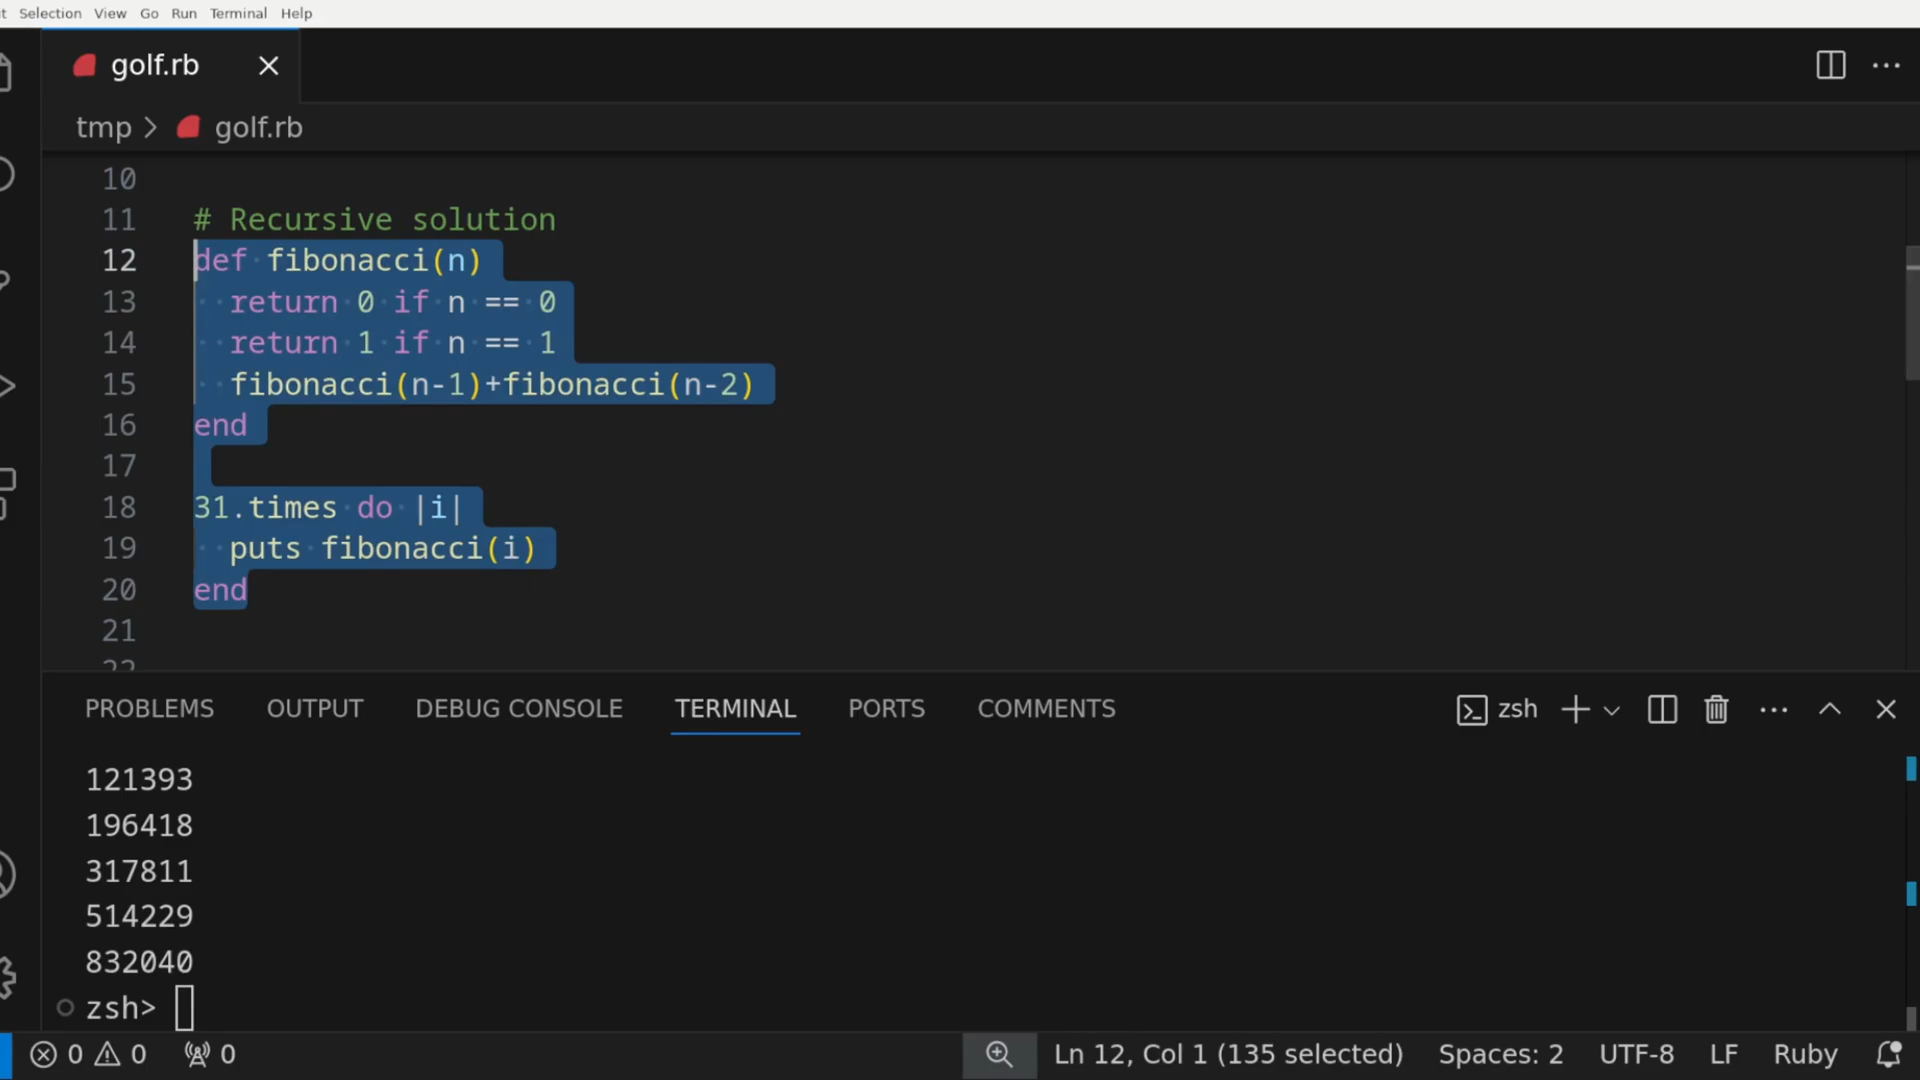 Selection View Go Run Terminal Help
golf.rb
tmp > golf.rb
10
11 # Recursive solution
12 def fibonacci(n)
13   return 0 if n == 0
14   return 1 if n == 1
15   fibonacci(n-1)+fibonacci(n-2)
16 end
17
18 31.times do |i|
19   puts fibonacci(i)
20 end
21
PROBLEMS OUTPUT DEBUG CONSOLE TERMINAL PORTS COMMENTS zsh
121393
196418
317811
514229
832040
zsh>
0 0 0 Ln 12, Col 1 (135 selected) Spaces: 2 UTF-8 LF Ruby